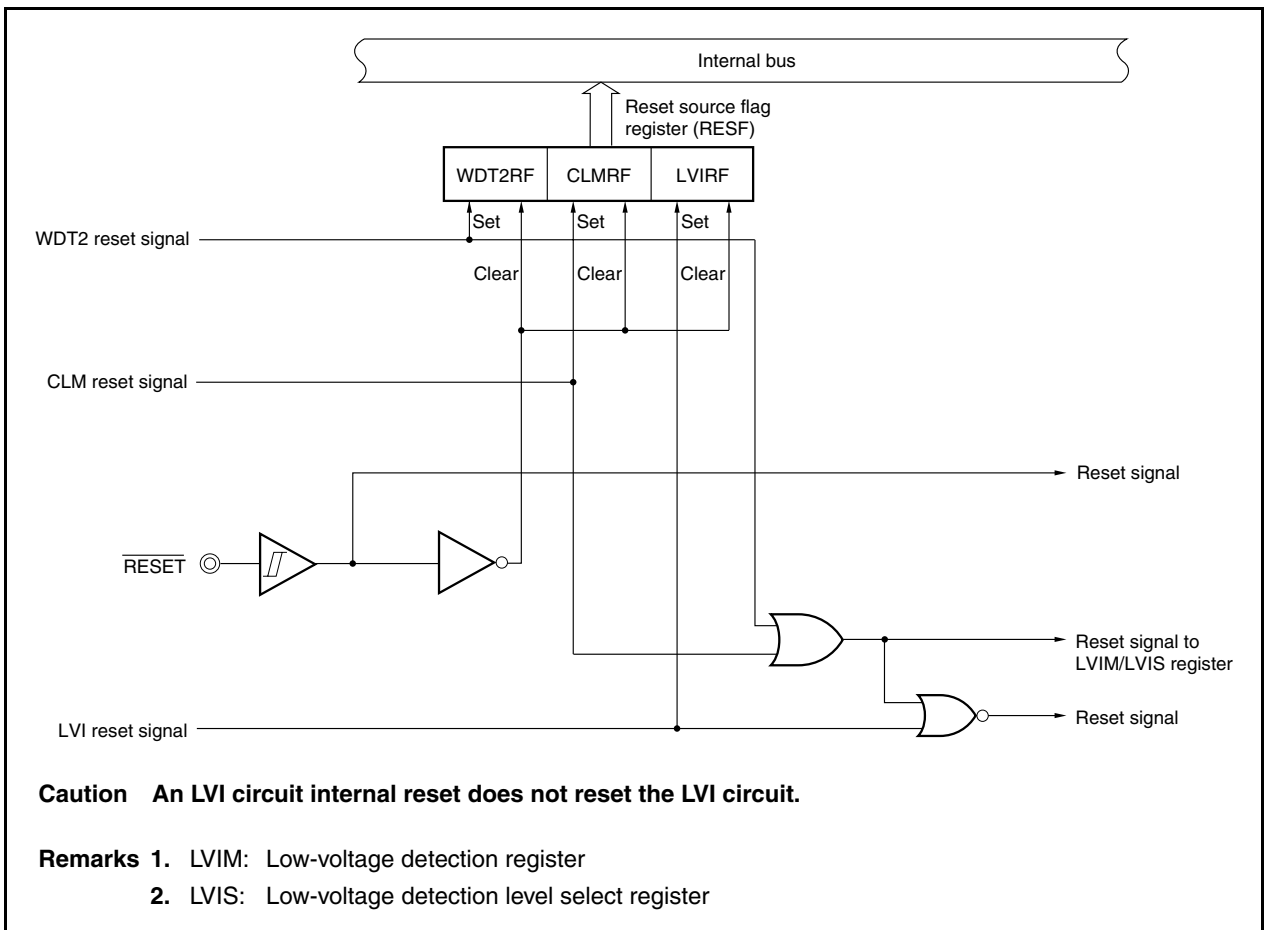 Internal bus
Reset source flag
register (RESF)
WDT2RF CLMRF LVIRF
Set Set Set
WDT2 reset signal
Clear Clear Clear
CLM reset signal
Reset signal
RESET
Reset signal to
LVIM/LVIS register
Reset signal
LVI reset signal
Caution An LVI circuit internal reset does not reset the LVI circuit.
Remarks 1. LVIM: Low-voltage detection register
2. LVIS: Low-voltage detection level select register